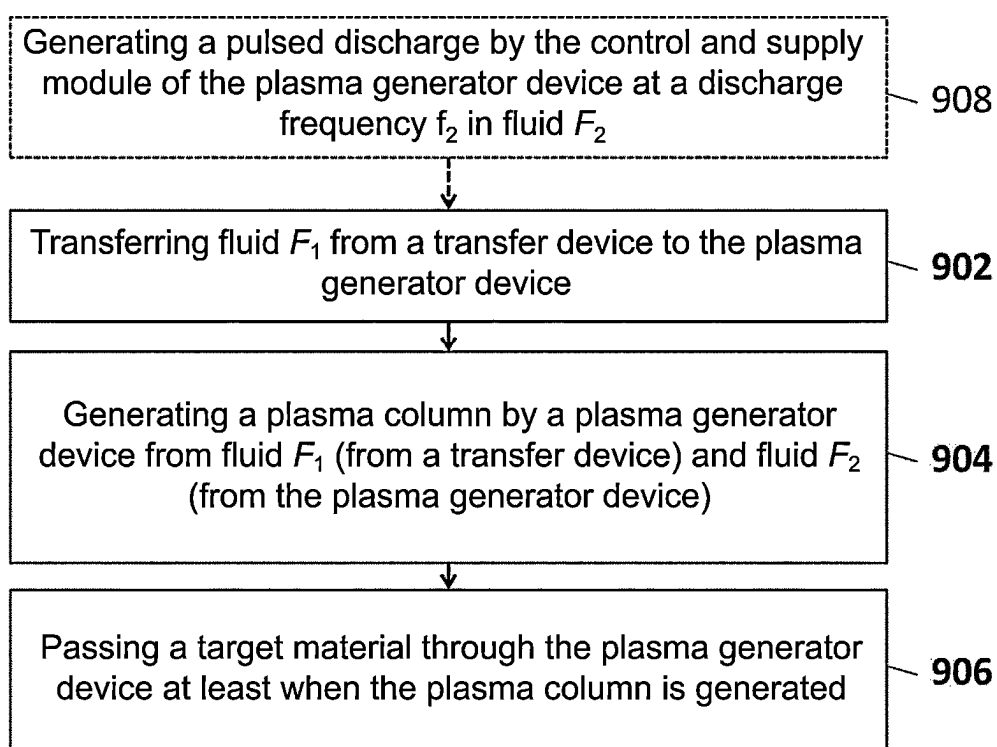 Generating a pulsed discharge by the control and supply
module of the plasma generator device at a discharge
frequency f₂ in fluid F₂
908
Transferring fluid F₁ from a transfer device to the plasma
generator device
902
Generating a plasma column by a plasma generator
device from fluid F₁ (from a transfer device) and fluid F₂
(from the plasma generator device)
904
Passing a target material through the plasma generator
device at least when the plasma column is generated
906